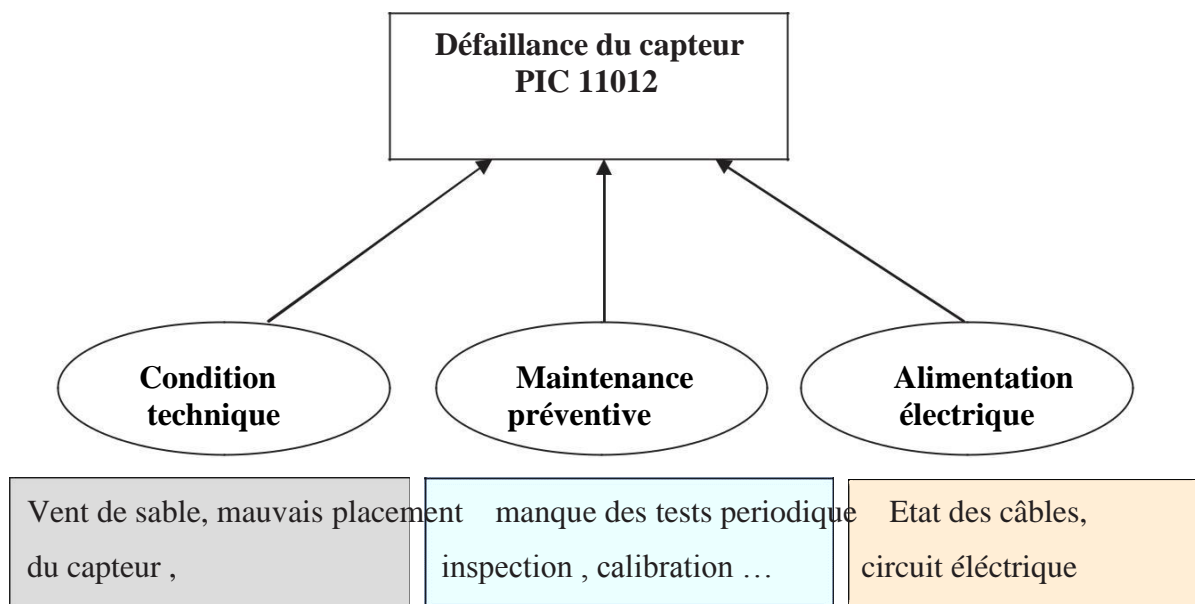 Défaillance du capteur
PIC 11012
Condition
technique
Maintenance
préventive
Alimentation
électrique
Vent de sable, mauvais placement
du capteur ,
manque des tests periodique
inspection , calibration …
Etat des câbles,
circuit éléctrique